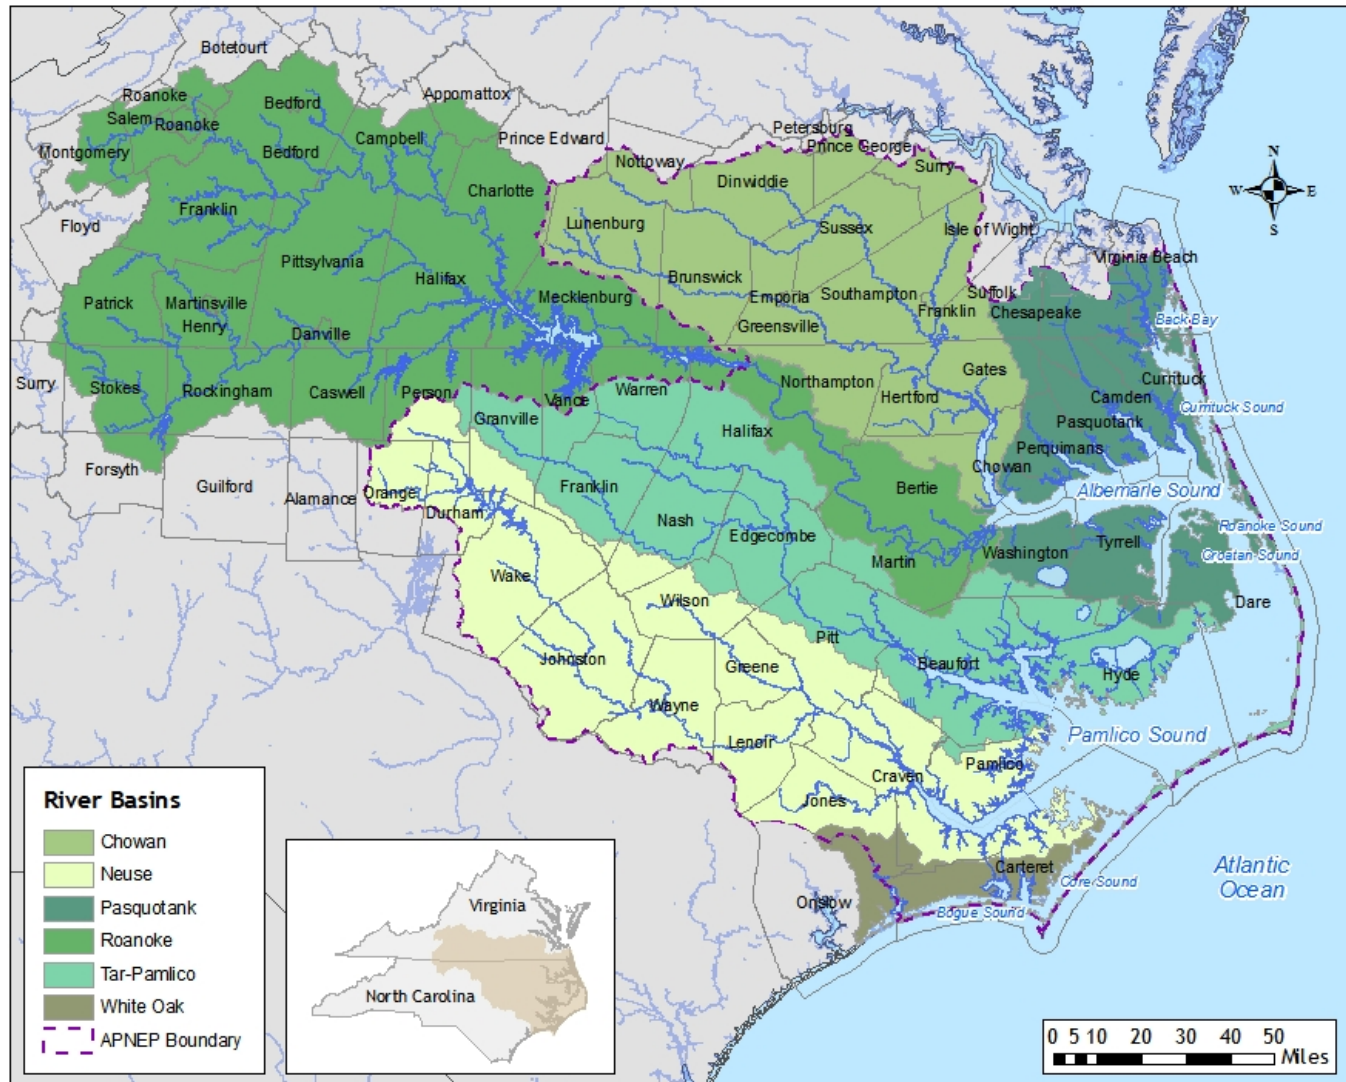 Botetourt
Roanoke
Bedford
Appomattox
Salem
Roanoke
Campbell
Prince Edward
Petersburg
Prince George
Montgomery
Bedford
Nottoway
Surry
Dinwiddie
Charlotte
Franklin
Floyd
Lunenburg
Sussex
Isle of Wight
Virginia Beach
Pittsylvania
Halifax
Brunswick
Mecklenburg
Emporia
Southampton
Suffolk
Patrick
Martinsville
Henry
Danville
Greensville
Franklin
Chesapeake
Back Bay
Surry
Stokes
Rockingham
Caswell
Person
Vance
Warren
Northampton
Gates
Currituck
Hertford
Camden
Currituck Sound
Granville
Halifax
Pasquotank
Perquimans
Forsyth
Guilford
Alamance
Orange
Durham
Franklin
Nash
Bertie
Chowan
Albemarle Sound
Edgecombe
Roanoke Sound
Martin
Washington
Tyrrell
Croatan Sound
Wake
Wilson
Dare
Pitt
Johnston
Greene
Beaufort
Hyde
Wayne
Lenoir
Pamlico Sound
Craven
Pamlico
Jones
Carteret
Core Sound
Onslow
Bogue Sound
Atlantic
Ocean
N
W
E
S
River Basins
Chowan
Neuse
Pasquotank
Roanoke
Tar-Pamlico
White Oak
APNEP Boundary
Virginia
North Carolina
0 5 10 20 30 40 50
Miles